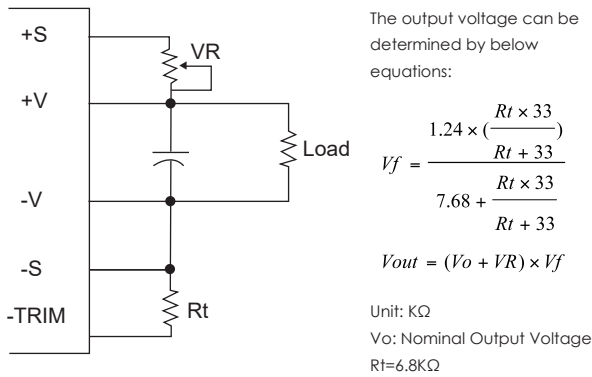 +S
VR
+V
Load
-V
-S
-TRIM
Rt
The output voltage can be
determined by below
equations:
Vf = 1.24 × (Rt × 33 / Rt + 33) / 7.68 + Rt × 33 / Rt + 33
Vout = (Vo + VR) × Vf
Unit: KΩ
Vo: Nominal Output Voltage
Rt=6.8KΩ